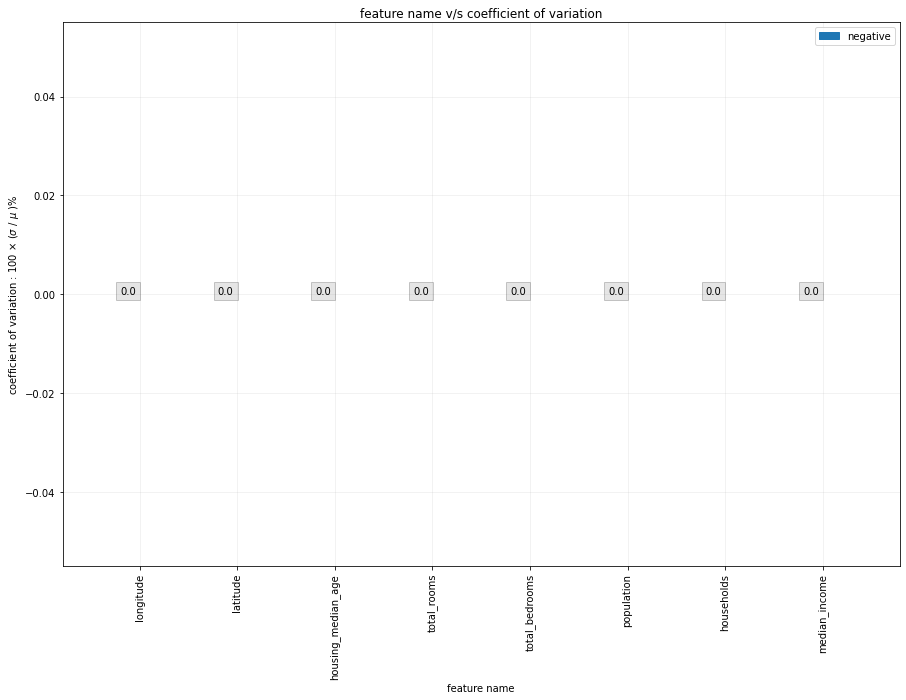 feature name v/s coefficient of variation
negative
0.04
0.02
0.00
−0.02
−0.04
coefficient of variation : 100 × (σ / μ )%
0.0 0.0 0.0 0.0 0.0 0.0 0.0 0.0
longitude
latitude
housing_median_age
total_rooms
total_bedrooms
population
households
median_income
feature name